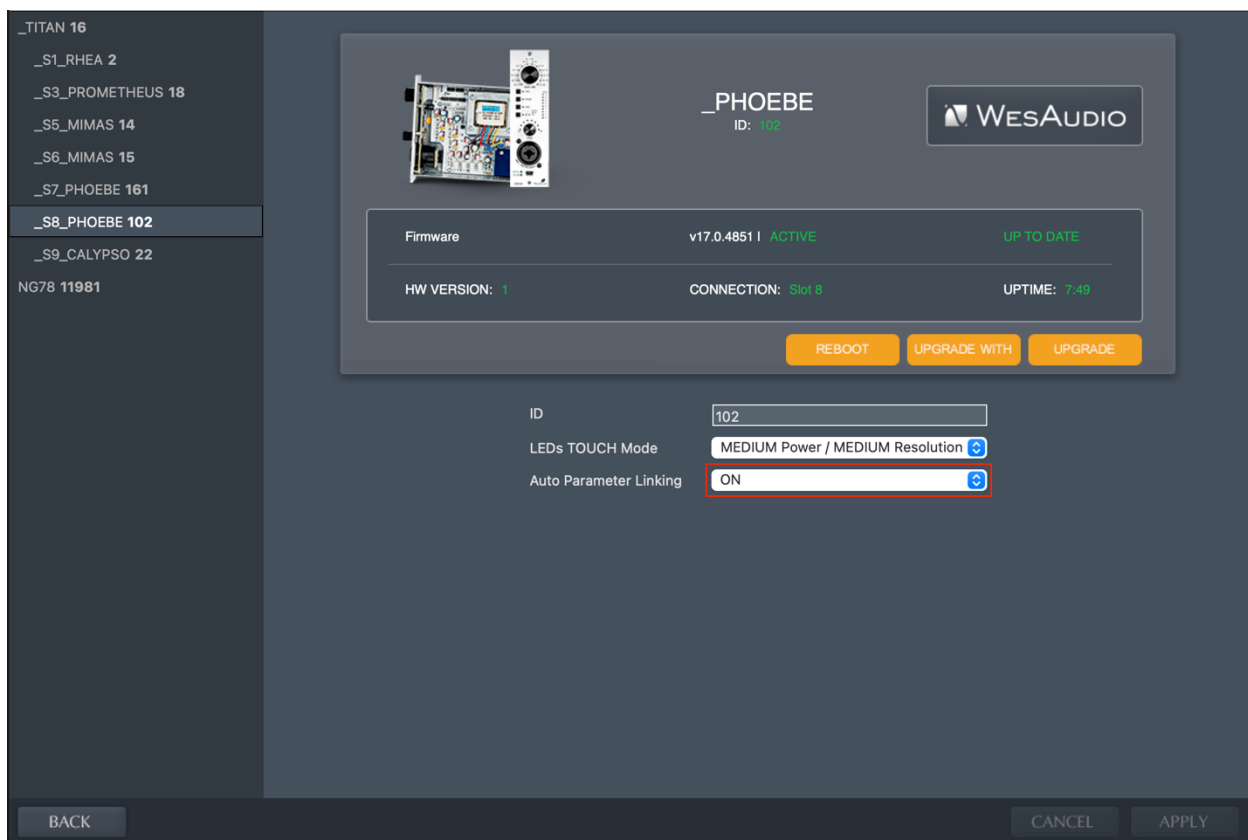 _TITAN 16
_S1_RHEA 2
_S3_PROMETHEUS 18
_S5_MIMAS 14
_S6_MIMAS 15
_S7_PHOEBE 161
_S8_PHOEBE 102
_S9_CALYPSO 22
NG78 11981
_PHOEBE
ID: 102
WESAUDIO
Firmware v17.0.4851 | ACTIVE UP TO DATE
HW VERSION: 1 CONNECTION: Slot 8 UPTIME: 7:49
REBOOT UPGRADE WITH UPGRADE
ID 102
LEDs TOUCH Mode MEDIUM Power / MEDIUM Resolution
Auto Parameter Linking ON
BACK CANCEL APPLY